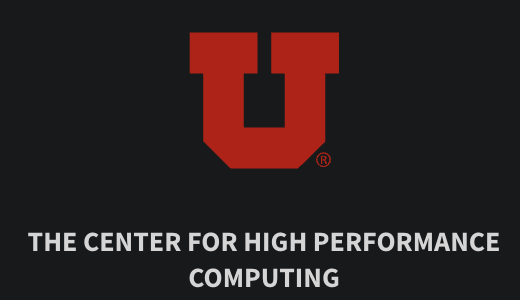 U®
THE CENTER FOR HIGH PERFORMANCE
COMPUTING